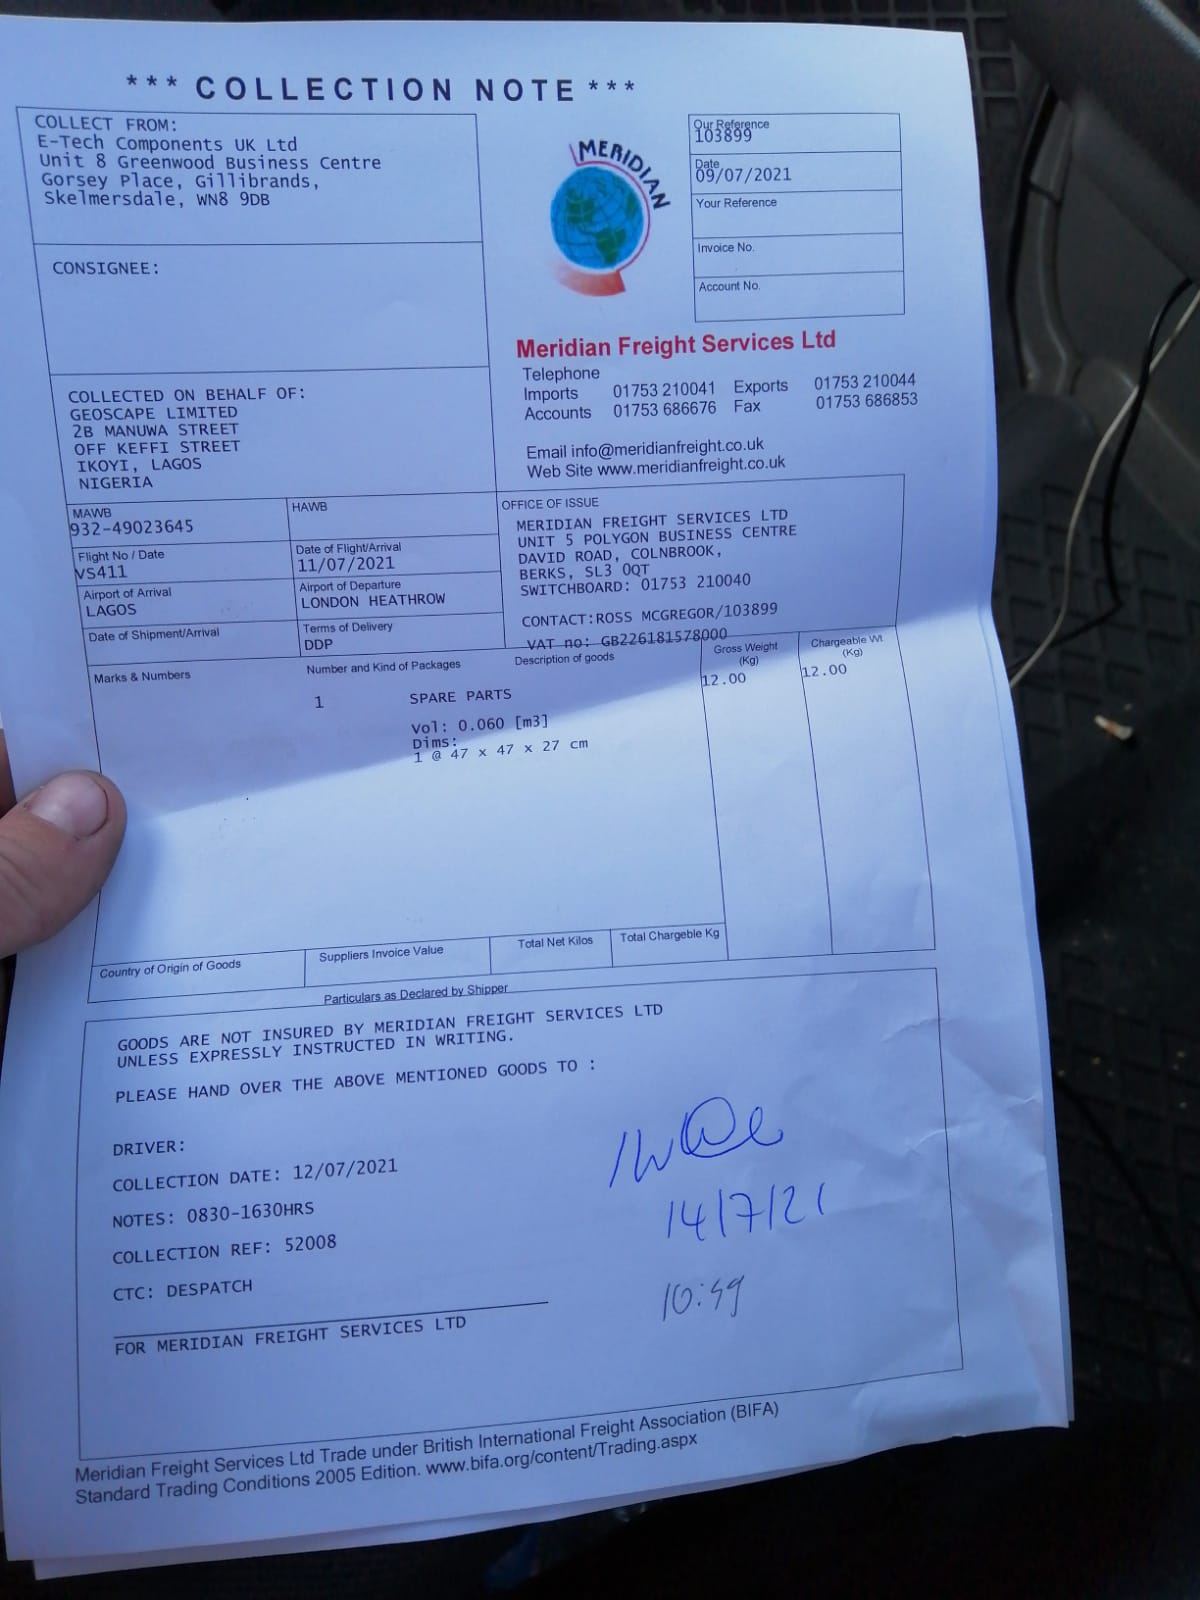 *** COLLECTION NOTE ***
COLLECT FROM:
E-Tech Components UK Ltd
Unit 8 Greenwood Business Centre
Gorsey Place, Gillibrands,
Skelmersdale, WN8 9DB
CONSIGNEE:
COLLECTED ON BEHALF OF:
GEOSCAPE LIMITED
2B MANUWA STREET
OFF KEFFI STREET
IKOYI, LAGOS
NIGERIA
MERIDIAN
Our Reference
103899
Date
09/07/2021
Your Reference
Invoice No.
Account No.
Meridian Freight Services Ltd
Telephone
Imports 01753 210041 Exports 01753 210044
Accounts 01753 686676 Fax 01753 686853
Email info@meridianfreight.co.uk
Web Site www.meridianfreight.co.uk
MAWB
932-49023645
HAWB
Flight No / Date
VS411
Date of Flight/Arrival
11/07/2021
Airport of Arrival
LAGOS
Airport of Departure
LONDON HEATHROW
Date of Shipment/Arrival
Terms of Delivery
DDP
OFFICE OF ISSUE
MERIDIAN FREIGHT SERVICES LTD
UNIT 5 POLYGON BUSINESS CENTRE
DAVID ROAD, COLNBROOK,
BERKS, SL3 0QT
SWITCHBOARD: 01753 210040
CONTACT:ROSS MCGREGOR/103899
VAT no: GB226181578000
Marks & Numbers
Number and Kind of Packages
Description of goods
Gross Weight
(Kg)
Chargeable Wt
(Kg)
1 SPARE PARTS
12.00 12.00
Vol: 0.060 [m3]
Dims:
1 @ 47 x 47 x 27 cm
Country of Origin of Goods
Suppliers Invoice Value
Total Net Kilos
Total Chargeable Kg
Particulars as Declared by Shipper
GOODS ARE NOT INSURED BY MERIDIAN FREIGHT SERVICES LTD
UNLESS EXPRESSLY INSTRUCTED IN WRITING.
PLEASE HAND OVER THE ABOVE MENTIONED GOODS TO :
DRIVER:
COLLECTION DATE: 12/07/2021
14/7/21
NOTES: 0830-1630HRS
COLLECTION REF: 52008
10:59
CTC: DESPATCH
FOR MERIDIAN FREIGHT SERVICES LTD
Meridian Freight Services Ltd Trade under British International Freight Association (BIFA)
Standard Trading Conditions 2005 Edition. www.bifa.org/content/Trading.aspx